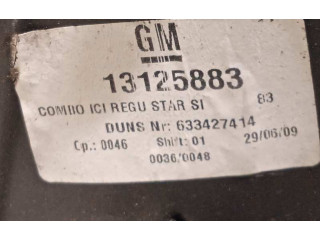 GM
13125883
COMBO ICI REGU STAR SI 83
DUNS Nr: 633427414
Cp.: 0046 Shift: 01 29/06/09
0036/0048